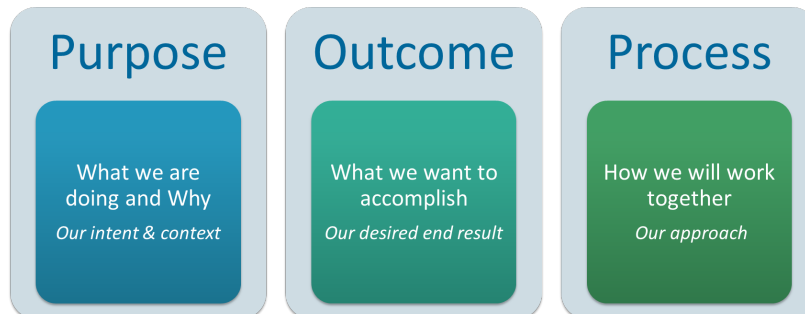 Purpose
What we are
doing and Why
Our intent & context
Outcome
What we want to
accomplish
Our desired end result
Process
How we will work
together
Our approach